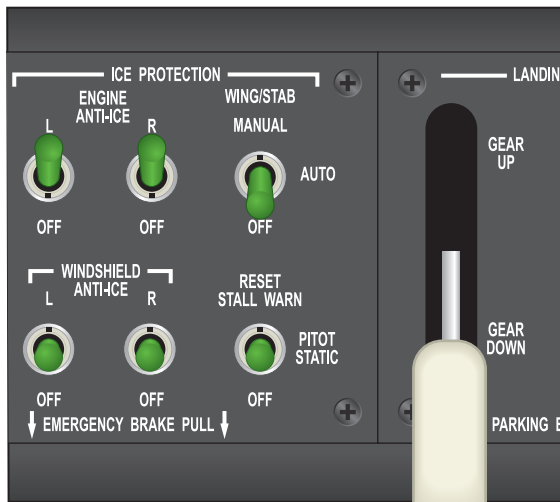 ICE PROTECTION
ENGINE
ANTI-ICE
L
R
WING/STAB
MANUAL
AUTO
OFF
OFF
OFF
WINDSHIELD
ANTI-ICE
L
R
RESET
STALL WARN
PITOT
STATIC
OFF
OFF
OFF
EMERGENCY BRAKE PULL
LANDIN
GEAR
UP
GEAR
DOWN
PARKING